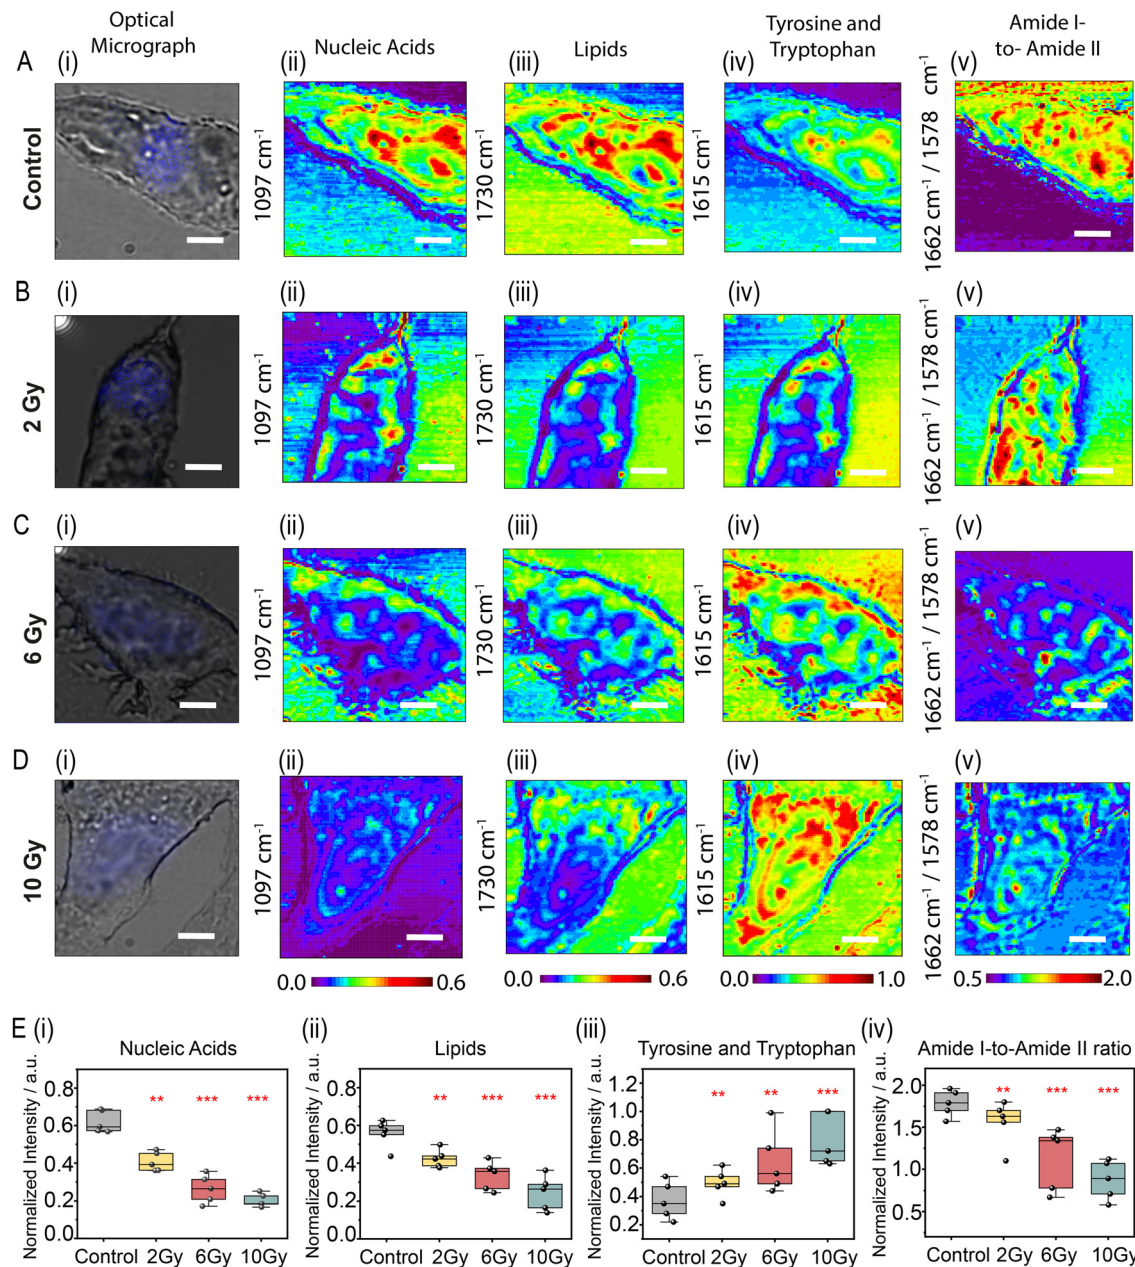 Optical
Micrograph
Nucleic Acids
Lipids
Tyrosine and
Tryptophan
Amide I-
to- Amide II
A (i) (ii) (iii) (iv) (v)
Control
1097 cm⁻¹
1730 cm⁻¹
1615 cm⁻¹
1662 cm⁻¹ / 1578 cm⁻¹
B (i) (ii) (iii) (iv) (v)
2 Gy
1097 cm⁻¹
1730 cm⁻¹
1615 cm⁻¹
1662 cm⁻¹ / 1578 cm⁻¹
C (i) (ii) (iii) (iv) (v)
6 Gy
1097 cm⁻¹
1730 cm⁻¹
1615 cm⁻¹
1662 cm⁻¹ / 1578 cm⁻¹
D (i) (ii) (iii) (iv) (v)
10 Gy
1097 cm⁻¹
1730 cm⁻¹
1615 cm⁻¹
1662 cm⁻¹ / 1578 cm⁻¹
0.0 0.6
0.0 0.6
0.0 1.0
0.5 2.0
E (i) (ii) (iii) (iv)
Nucleic Acids
Normalized Intensity / a.u.
0.8
0.6
0.4
0.2
0.0
** *** ***
Control 2Gy 6Gy 10Gy
Lipids
Normalized Intensity / a.u.
0.8
0.6
0.4
0.2
0.0
** *** ***
Control 2Gy 6Gy 10Gy
Tyrosine and Tryptophan
Normalized Intensity / a.u.
1.2
1.0
0.8
0.6
0.4
0.2
** ** ***
Control 2Gy 6Gy 10Gy
Amide I-to-Amide II ratio
Normalized Intensity / a.u.
2.0
1.5
1.0
0.5
** *** ***
Control 2Gy 6Gy 10Gy